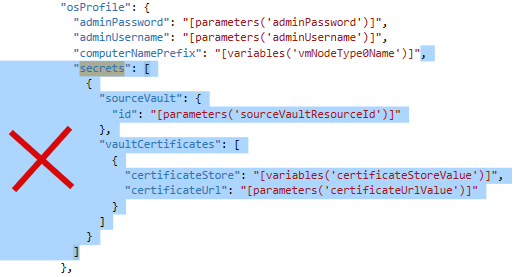 "osProfile": {
"adminPassword": "[parameters('adminPassword')]",
"adminUsername": "[parameters('adminUsername')]",
"computerNamePrefix": "[variables('vmNodeType0Name')]",
"secrets": [
{
"sourceVault": {
"id": "[parameters('sourceVaultResourceId')]"
},
"vaultCertificates": [
{
"certificateStore": "[variables('certificateStoreValue')]",
"certificateUrl": "[parameters('certificateUrlValue')]"
}
]
}
]
},